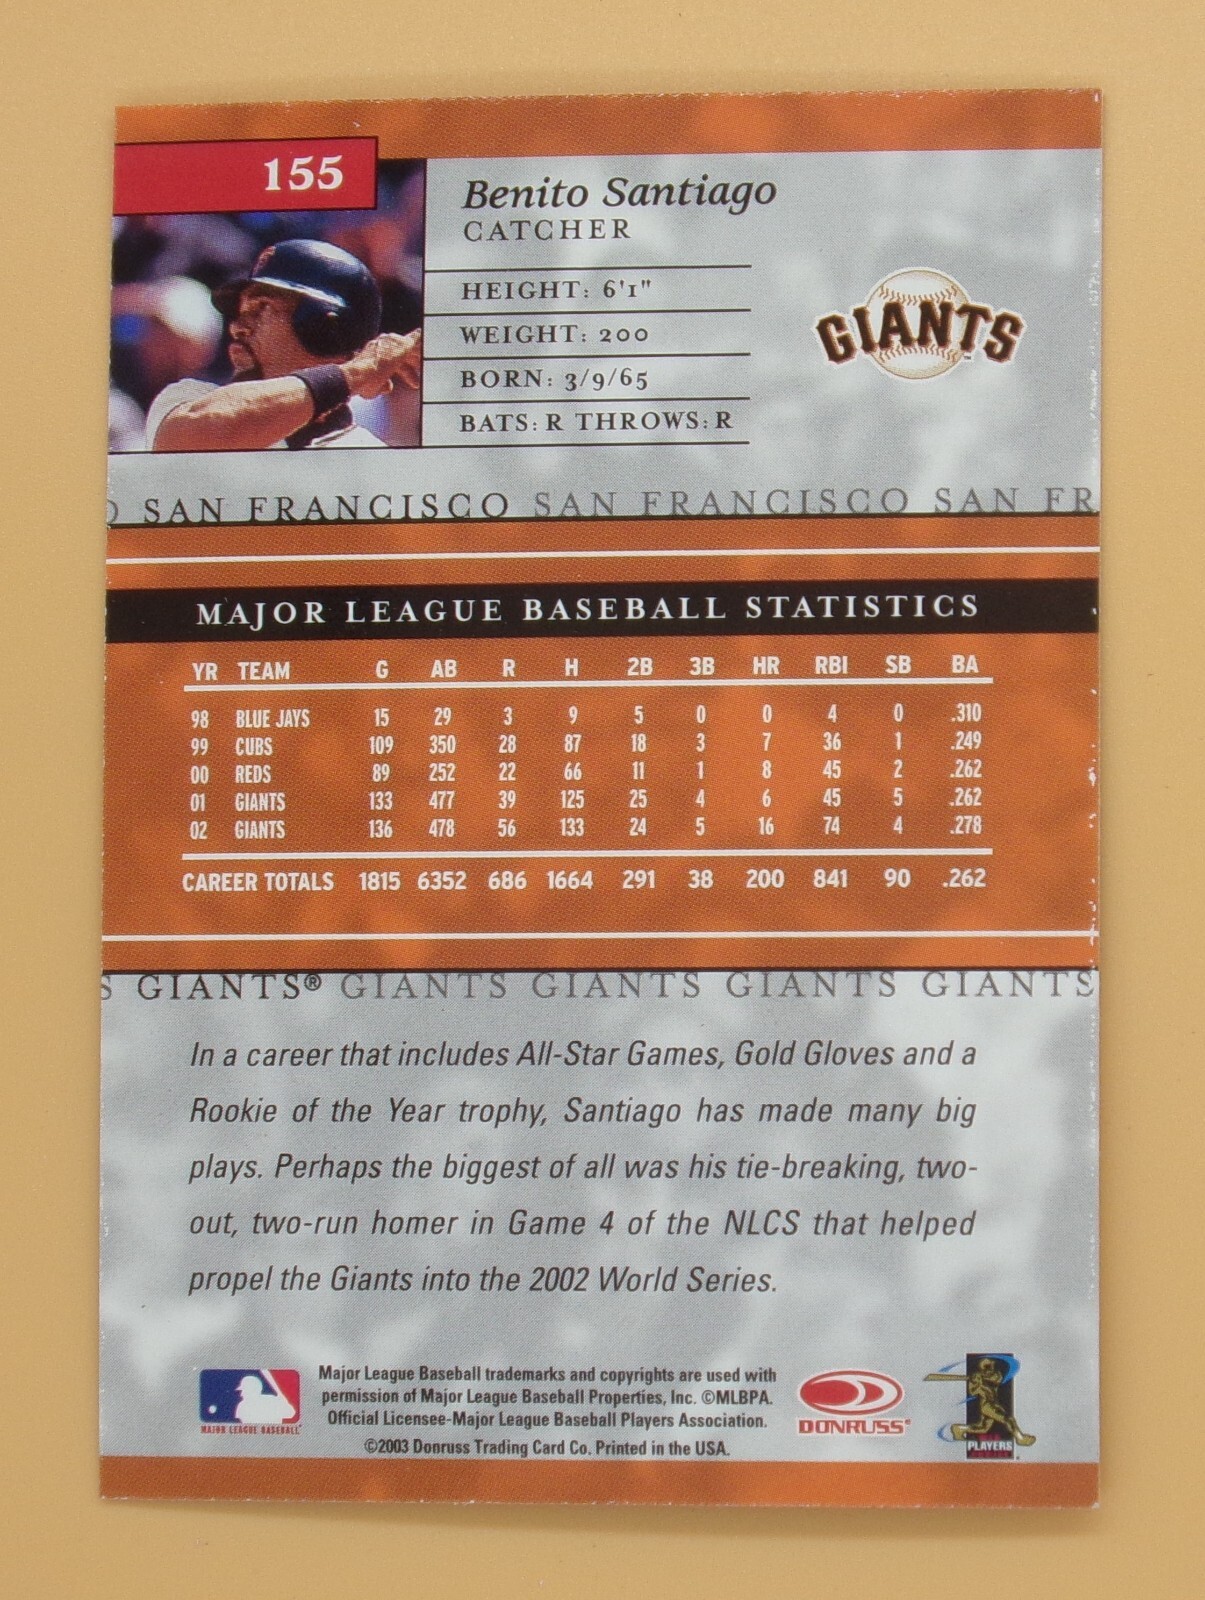 155
Benito Santiago
CATCHER
HEIGHT: 6'1"
WEIGHT: 200
BORN: 3/9/65
BATS: R THROWS: R
GIANTS
O SAN FRANCISCO SAN FRANCISCO SAN FR
MAJOR LEAGUE BASEBALL STATISTICS
YR TEAM G AB R H 2B 3B HR RBI SB BA
98 BLUE JAYS 15 29 3 9 5 0 0 4 0 .310
99 CUBS 109 350 28 87 18 3 7 36 1 .249
00 REDS 89 252 22 66 11 1 8 45 2 .262
01 GIANTS 133 477 39 125 25 4 6 45 5 .262
02 GIANTS 136 478 56 133 24 5 16 74 4 .278
CAREER TOTALS 1815 6352 686 1664 291 38 200 841 90 .262
S GIANTS® GIANTS GIANTS GIANTS GIANTS
In a career that includes All-Star Games, Gold Gloves and a
Rookie of the Year trophy, Santiago has made many big
plays. Perhaps the biggest of all was his tie-breaking, two-
out, two-run homer in Game 4 of the NLCS that helped
propel the Giants into the 2002 World Series.
Major League Baseball trademarks and copyrights are used with
permission of Major League Baseball Properties, Inc. ©MLBPA.
Official Licensee-Major League Baseball Players Association.
©2003 Donruss Trading Card Co. Printed in the USA.
MAJOR LEAGUE BASEBALL
DONRUSS®
PLAYERS